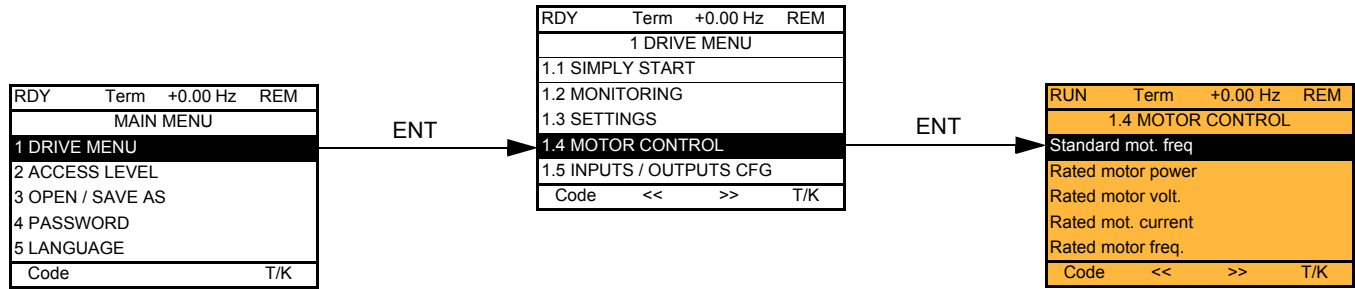 RDY Term +0.00 Hz REM
MAIN MENU
1 DRIVE MENU
2 ACCESS LEVEL
3 OPEN / SAVE AS
4 PASSWORD
5 LANGUAGE
Code T/K
ENT
RDY Term +0.00 Hz REM
1 DRIVE MENU
1.1 SIMPLY START
1.2 MONITORING
1.3 SETTINGS
1.4 MOTOR CONTROL
1.5 INPUTS / OUTPUTS CFG
Code << >> T/K
ENT
RUN Term +0.00 Hz REM
1.4 MOTOR CONTROL
Standard mot. freq
Rated motor power
Rated motor volt.
Rated mot. current
Rated motor freq.
Code << >> T/K